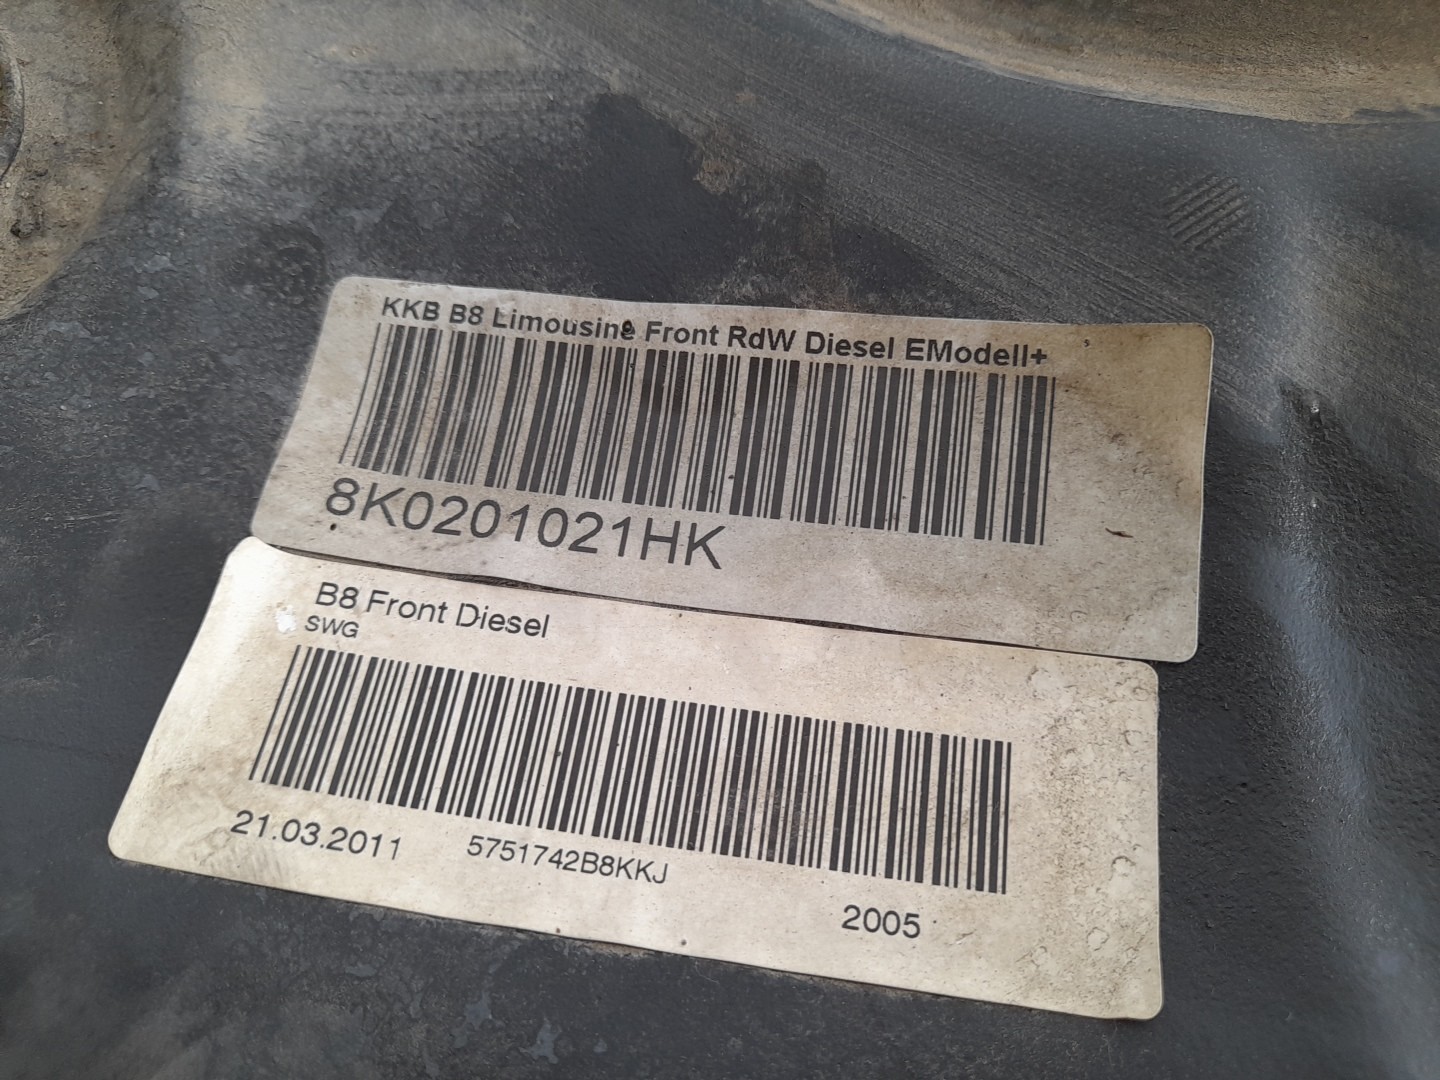 KKB B8 Limousine Front RdW Diesel EModell+
8K0201021HK
B8 Front Diesel
SWG
21.03.2011 5751742B8KKJ
2005